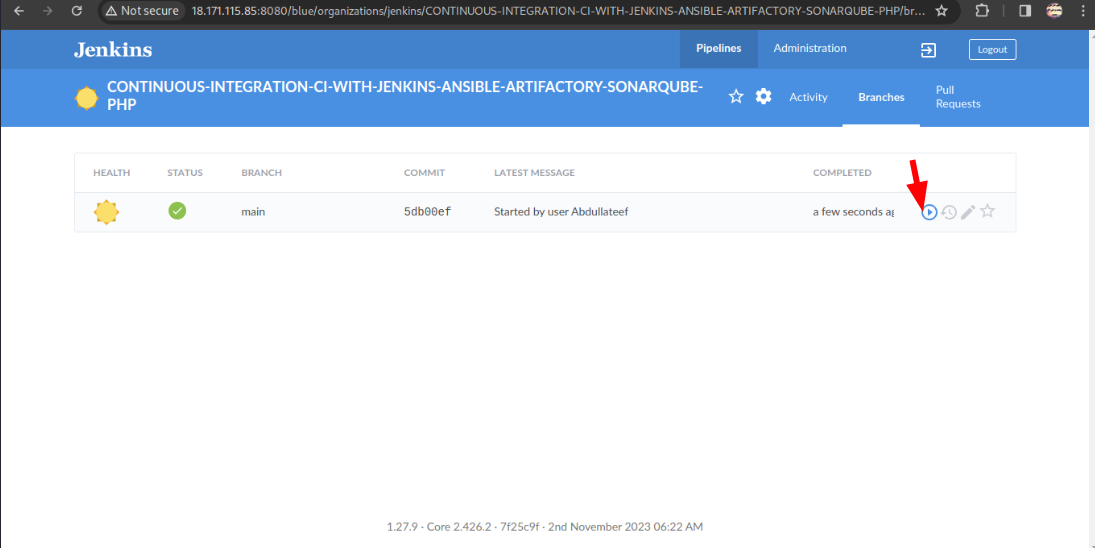 Not secure 18.171.115.85:8080/blue/organizations/jenkins/CONTINUOUS-INTEGRATION-CI-WITH-JENKINS-ANSIBLE-ARTIFACTORY-SONARQUBE-PHP/br...
Jenkins Pipelines Administration Logout
CONTINUOUS-INTEGRATION-CI-WITH-JENKINS-ANSIBLE-ARTIFACTORY-SONARQUBE-
PHP
Activity Branches Pull
Requests
HEALTH STATUS BRANCH COMMIT LATEST MESSAGE COMPLETED
main 5db00ef Started by user Abdullateef a few seconds ag
1.27.9 · Core 2.426.2 · 7f25c9f · 2nd November 2023 06:22 AM